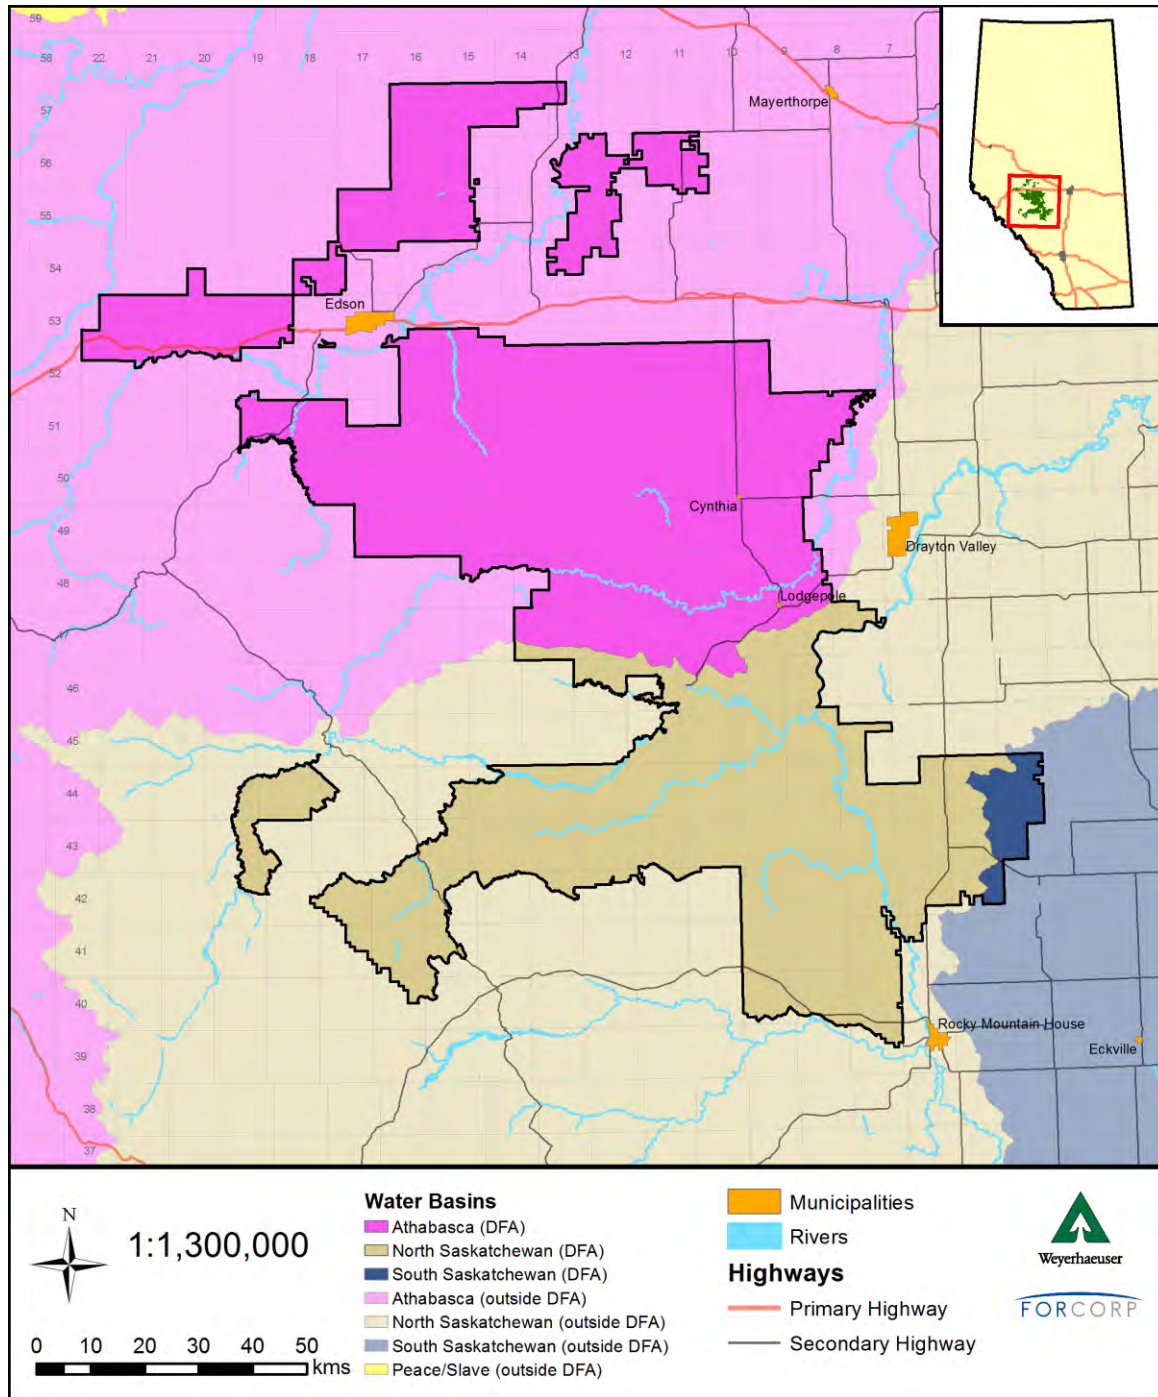 59
58 22 21 20 19 18 17 16 15 14 13 12 11 10 9 8 7
57
Mayerthorpe
56
55
54
Edson
53
52
51
50
Cynthia
49
Drayton Valley
48
Lodgepole
47
46
45
44
43
42
41
40
Rocky Mountain House
39
Eckville
38
37
N
1:1,300,000
0 10 20 30 40 50
kms
Water Basins
Athabasca (DFA)
North Saskatchewan (DFA)
South Saskatchewan (DFA)
Athabasca (outside DFA)
North Saskatchewan (outside DFA)
South Saskatchewan (outside DFA)
Peace/Slave (outside DFA)
Municipalities
Rivers
Highways
Primary Highway
Secondary Highway
Weyerhaeuser
FORCORP